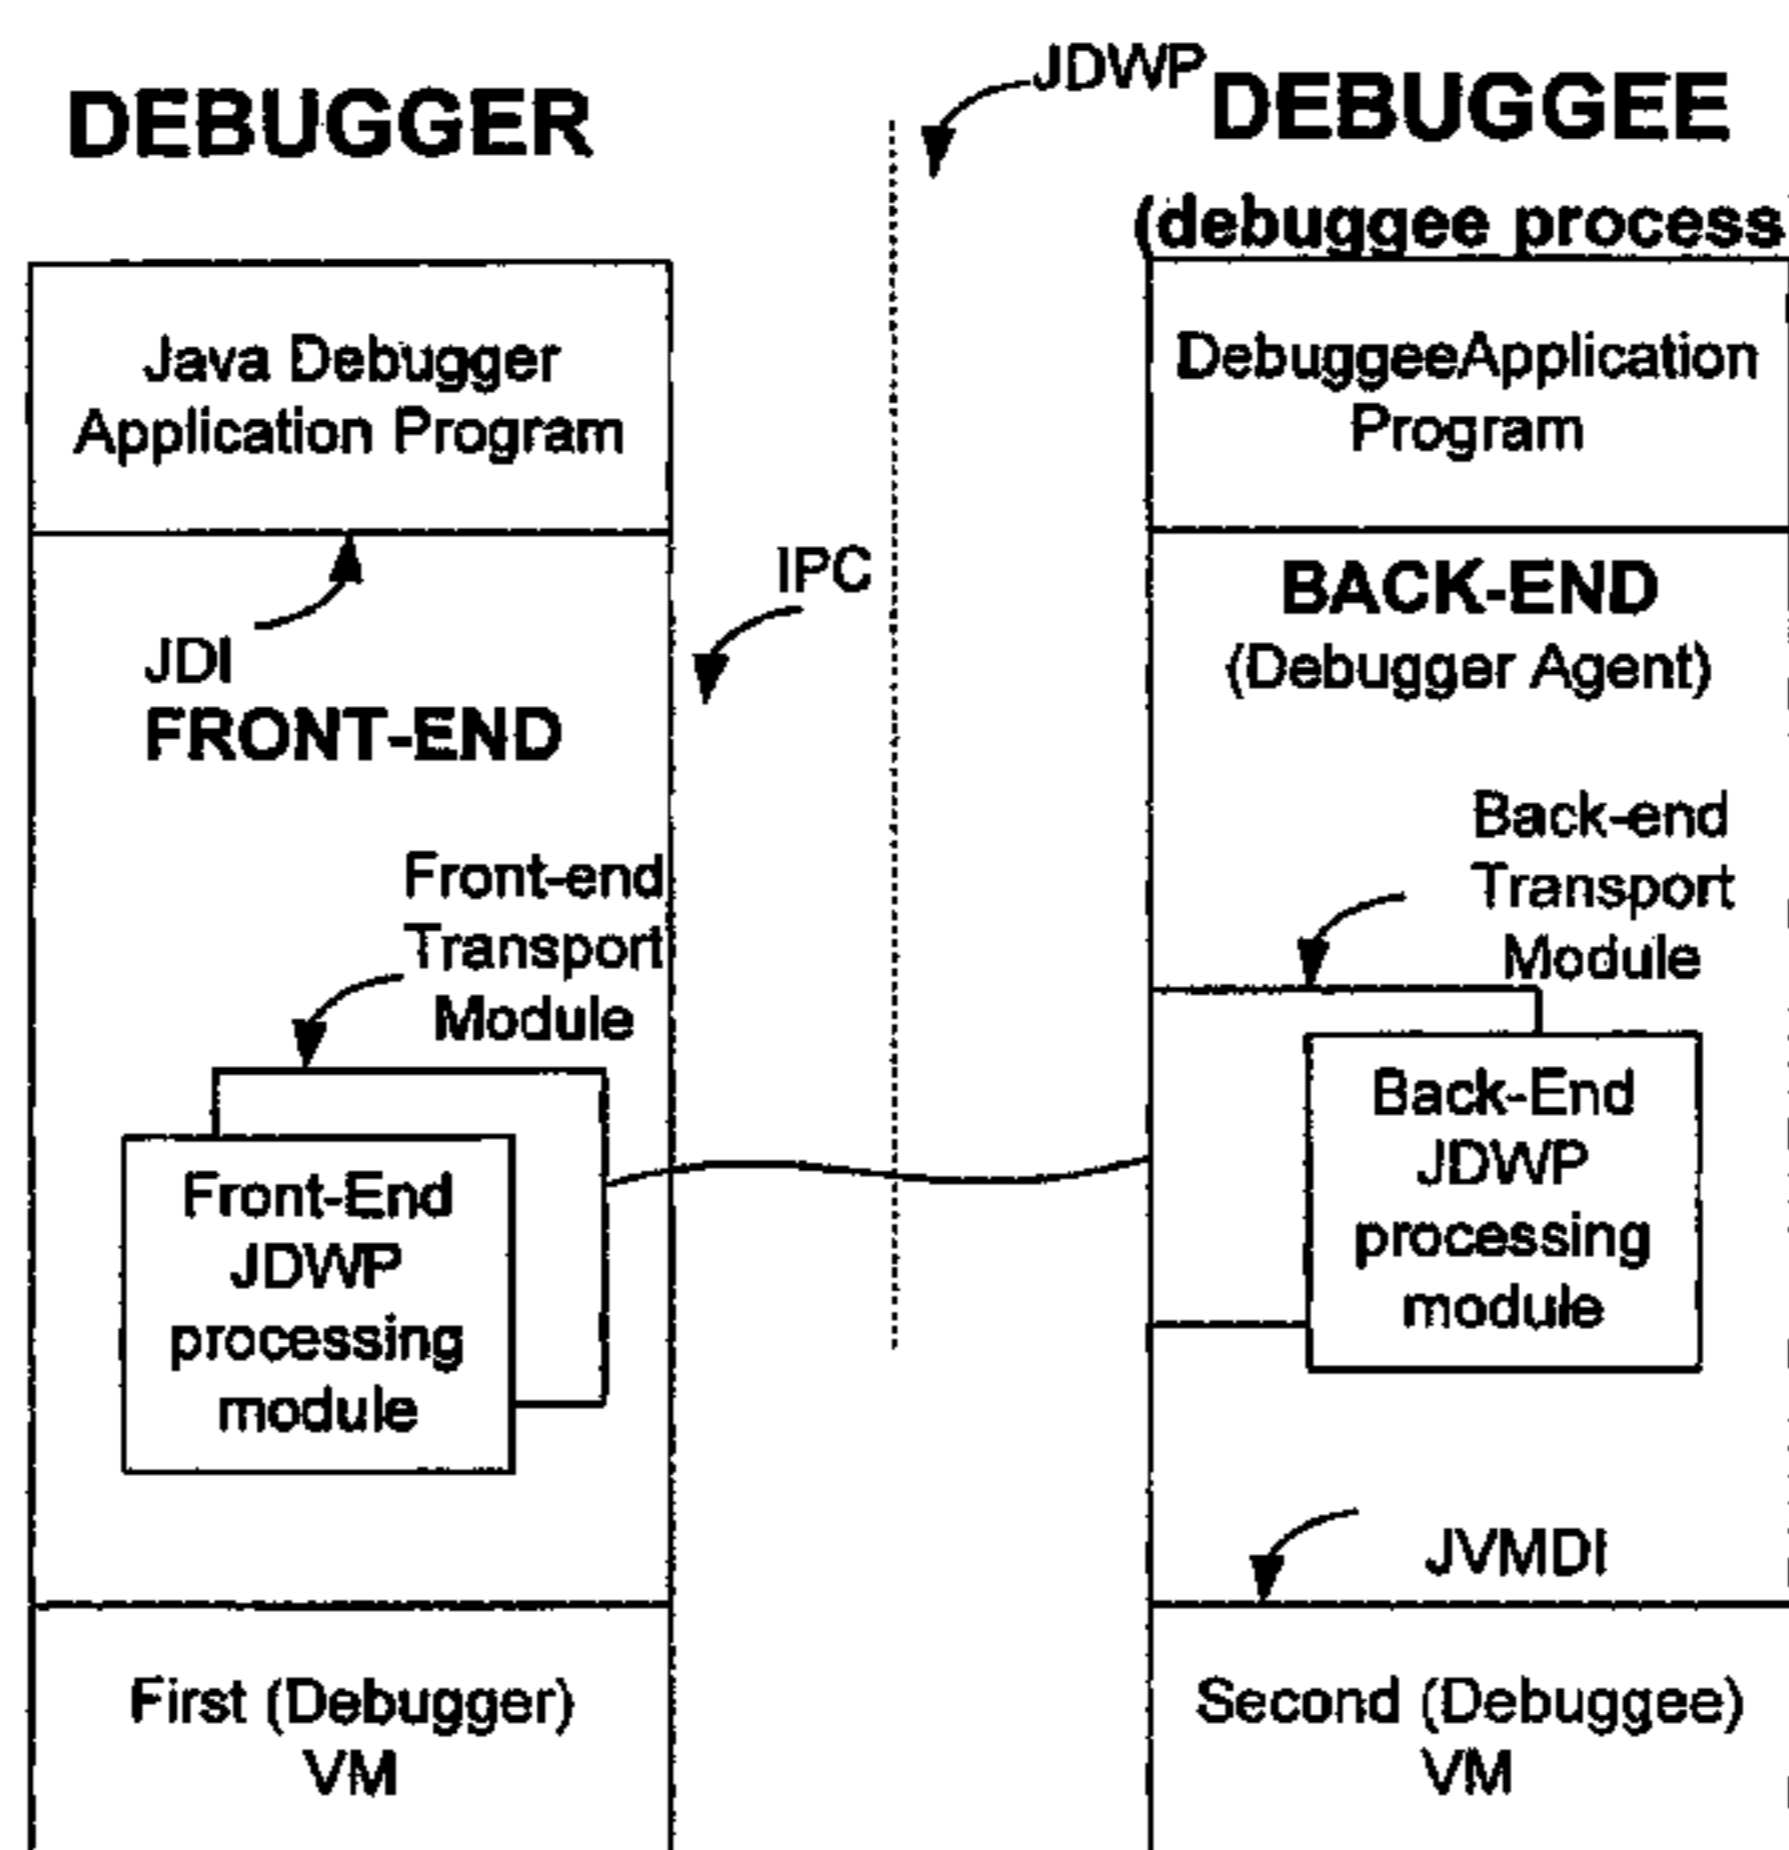 DEBUGGER
Java Debugger
Application Program
JDI
FRONT-END
Front-end
Transport
Module
Front-End
JDWP
processing
module
First (Debugger)
VM
JDWP
IPC
DEBUGGEE
(debuggee process
DebuggeeApplication
Program
BACK-END
(Debugger Agent)
Back-end
Transport
Module
Back-End
JDWP
processing
module
JVMDI
Second (Debuggee)
VM